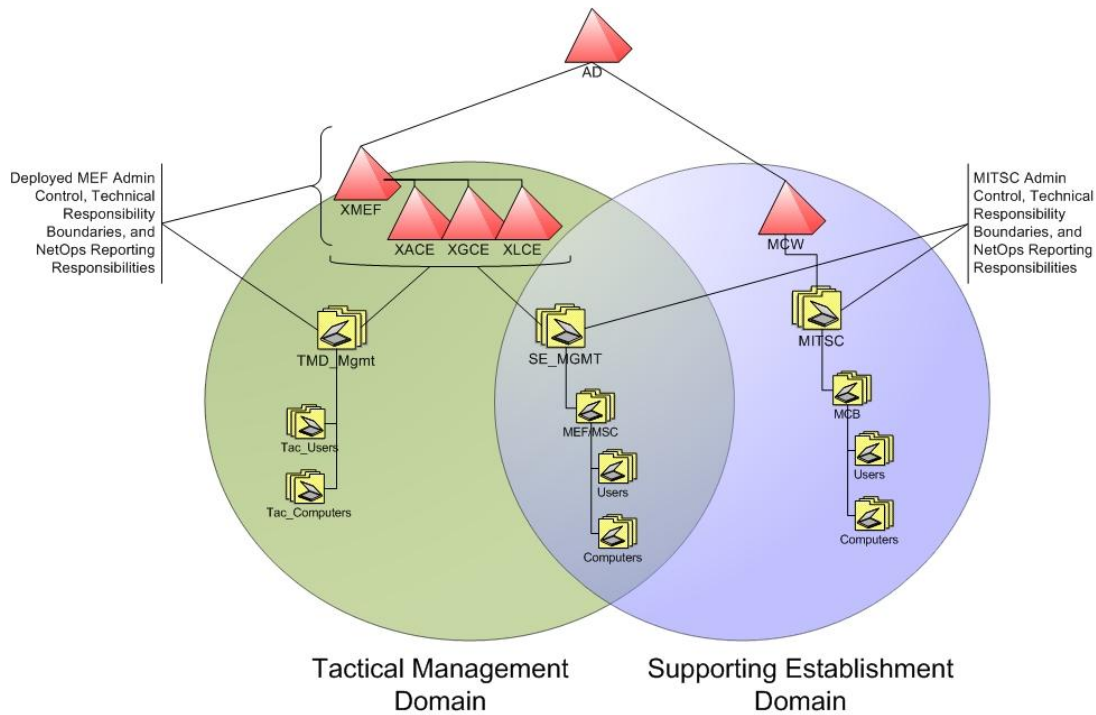 AD
Deployed MEF Admin
Control, Technical
Responsibility
Boundaries, and
NetOps Reporting
Responsibilities
XMEF
XACE
XGCE
XLCE
MCW
MITSC Admin
Control, Technical
Responsibility
Boundaries, and
NetOps Reporting
Responsibilities
TMD_Mgmt
SE_MGMT
MITSC
Tac_Users
MEF/MSC
MCB
Tac_Computers
Users
Users
Computers
Computers
Tactical Management
Domain
Supporting Establishment
Domain